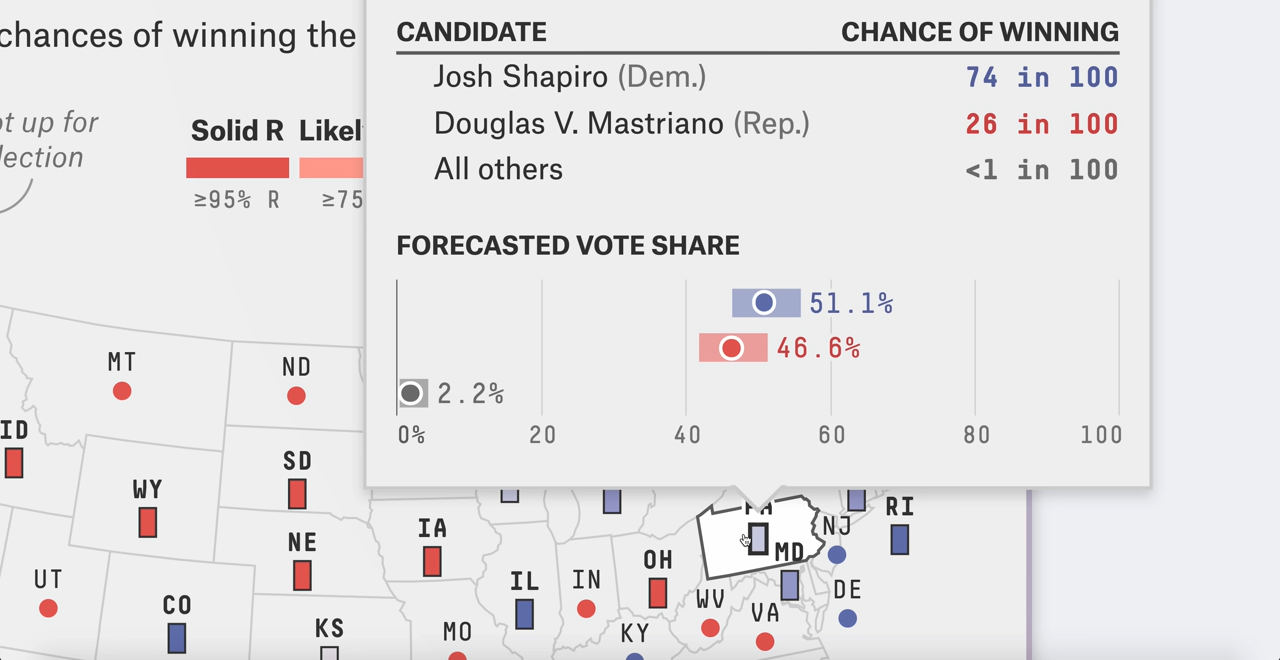 chances of winning the
CANDIDATE CHANCE OF WINNING
Josh Shapiro (Dem.) 74 in 100
Douglas V. Mastriano (Rep.) 26 in 100
All others <1 in 100
up for
Solid R
≥95% R ≥75
FORECASTED VOTE SHARE
51.1%
46.6%
2.2%
0% 20 40 60 80 100
MT
ND
ID
SD
WY
RI
NJ
IA
NE
MD
OH
UT
IL
IN
DE
CO
WV
VA
KS
MO
KY